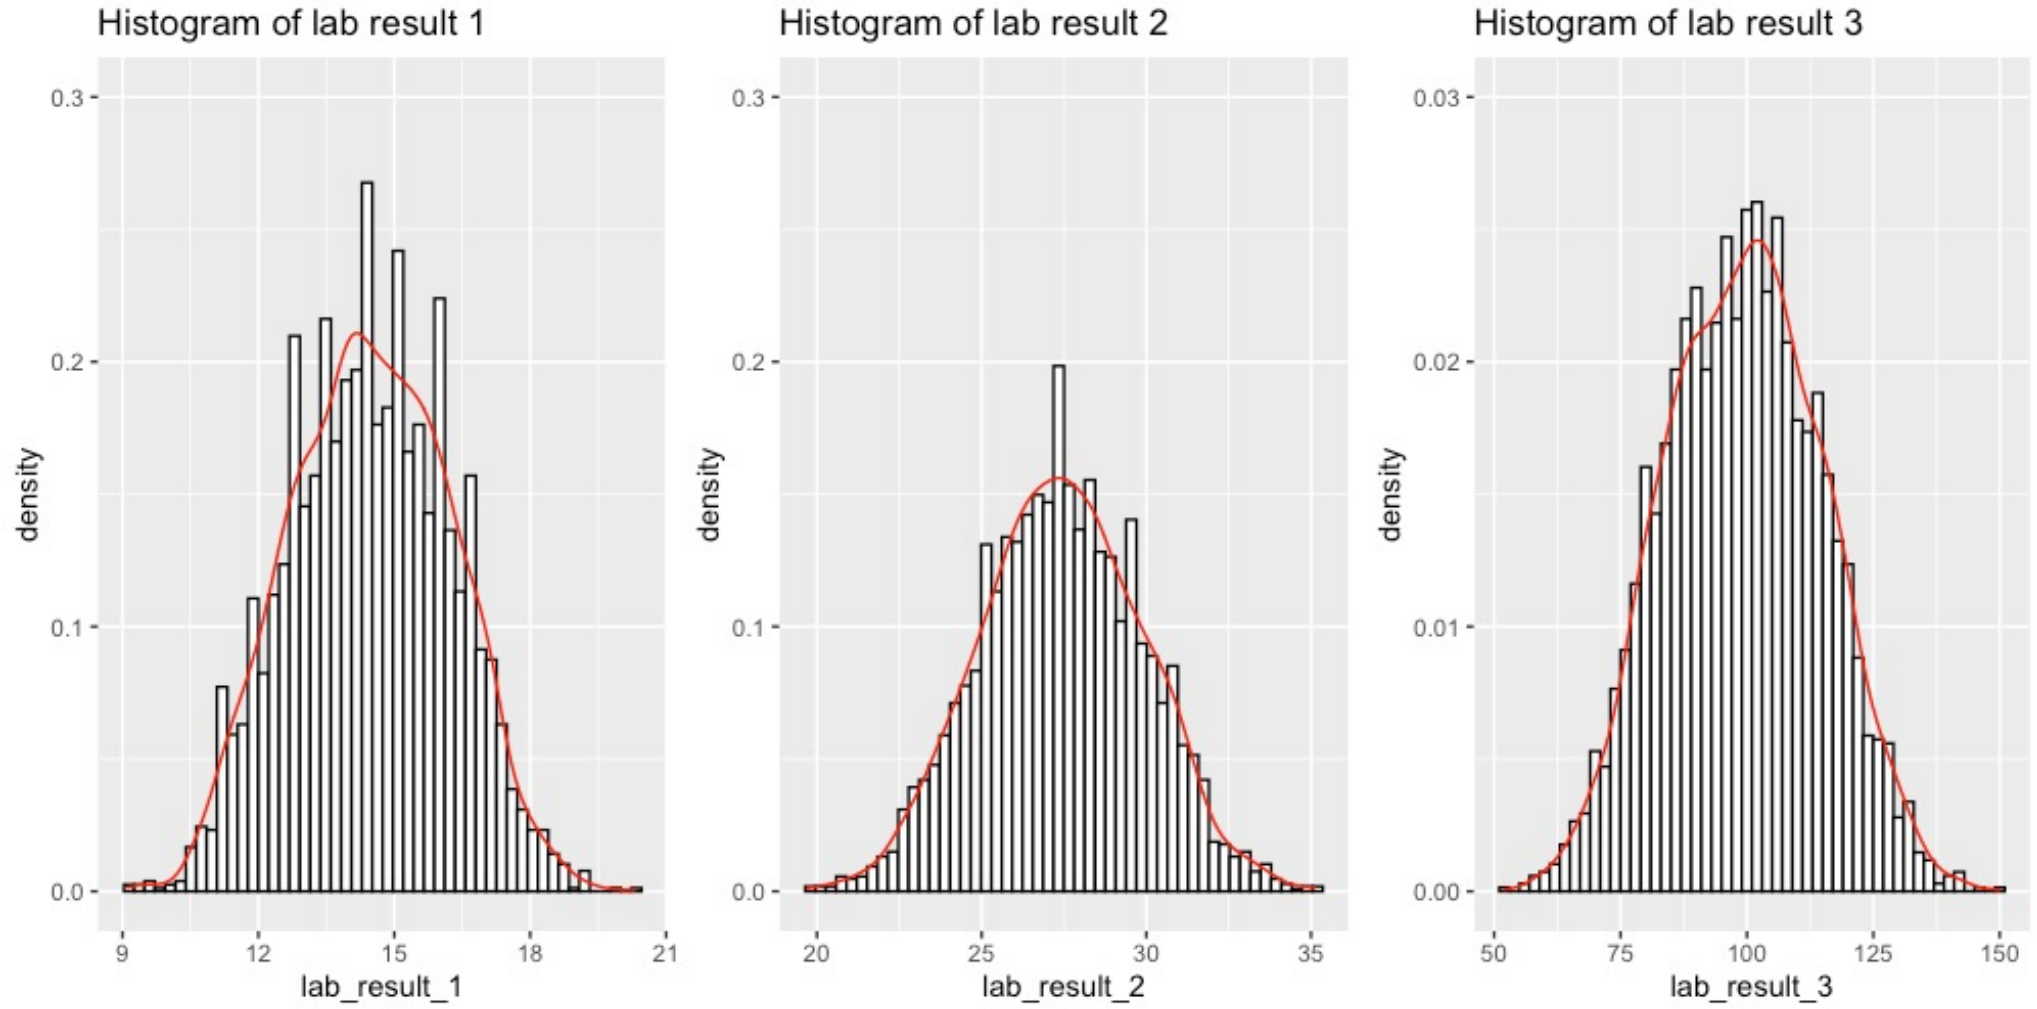 Histogram of lab result 1
0.3
0.2
0.1
0.0
density
9 12 15 18 21
lab_result_1
Histogram of lab result 2
0.3
0.2
0.1
0.0
density
20 25 30 35
lab_result_2
Histogram of lab result 3
0.03
0.02
0.01
0.00
density
50 75 100 125 150
lab_result_3